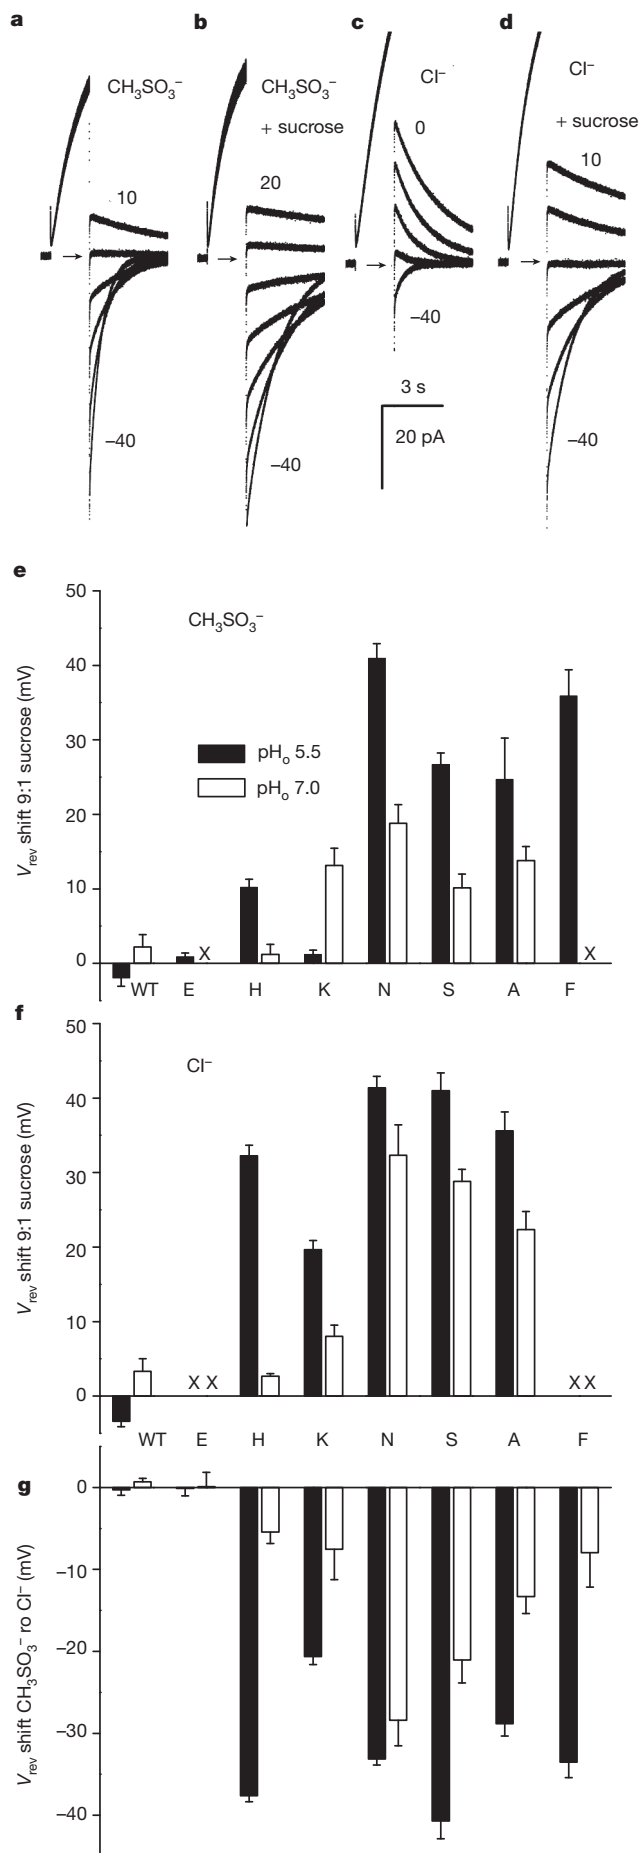 a
b
c
d
CH₃SO₃⁻
CH₃SO₃⁻
+ sucrose
Cl⁻
Cl⁻
+ sucrose
10
20
0
10
−40
−40
−40
−40
3 s
20 pA
e
50
40
30
20
10
0
V_rev shift 9:1 sucrose (mV)
CH₃SO₃⁻
pHₒ 5.5
pHₒ 7.0
X
X
WT E H K N S A F
f
50
40
30
20
10
0
V_rev shift 9:1 sucrose (mV)
Cl⁻
X X
X X
WT E H K N S A F
g
0
−10
−20
−30
−40
V_rev shift CH₃SO₃⁻ ro Cl⁻ (mV)